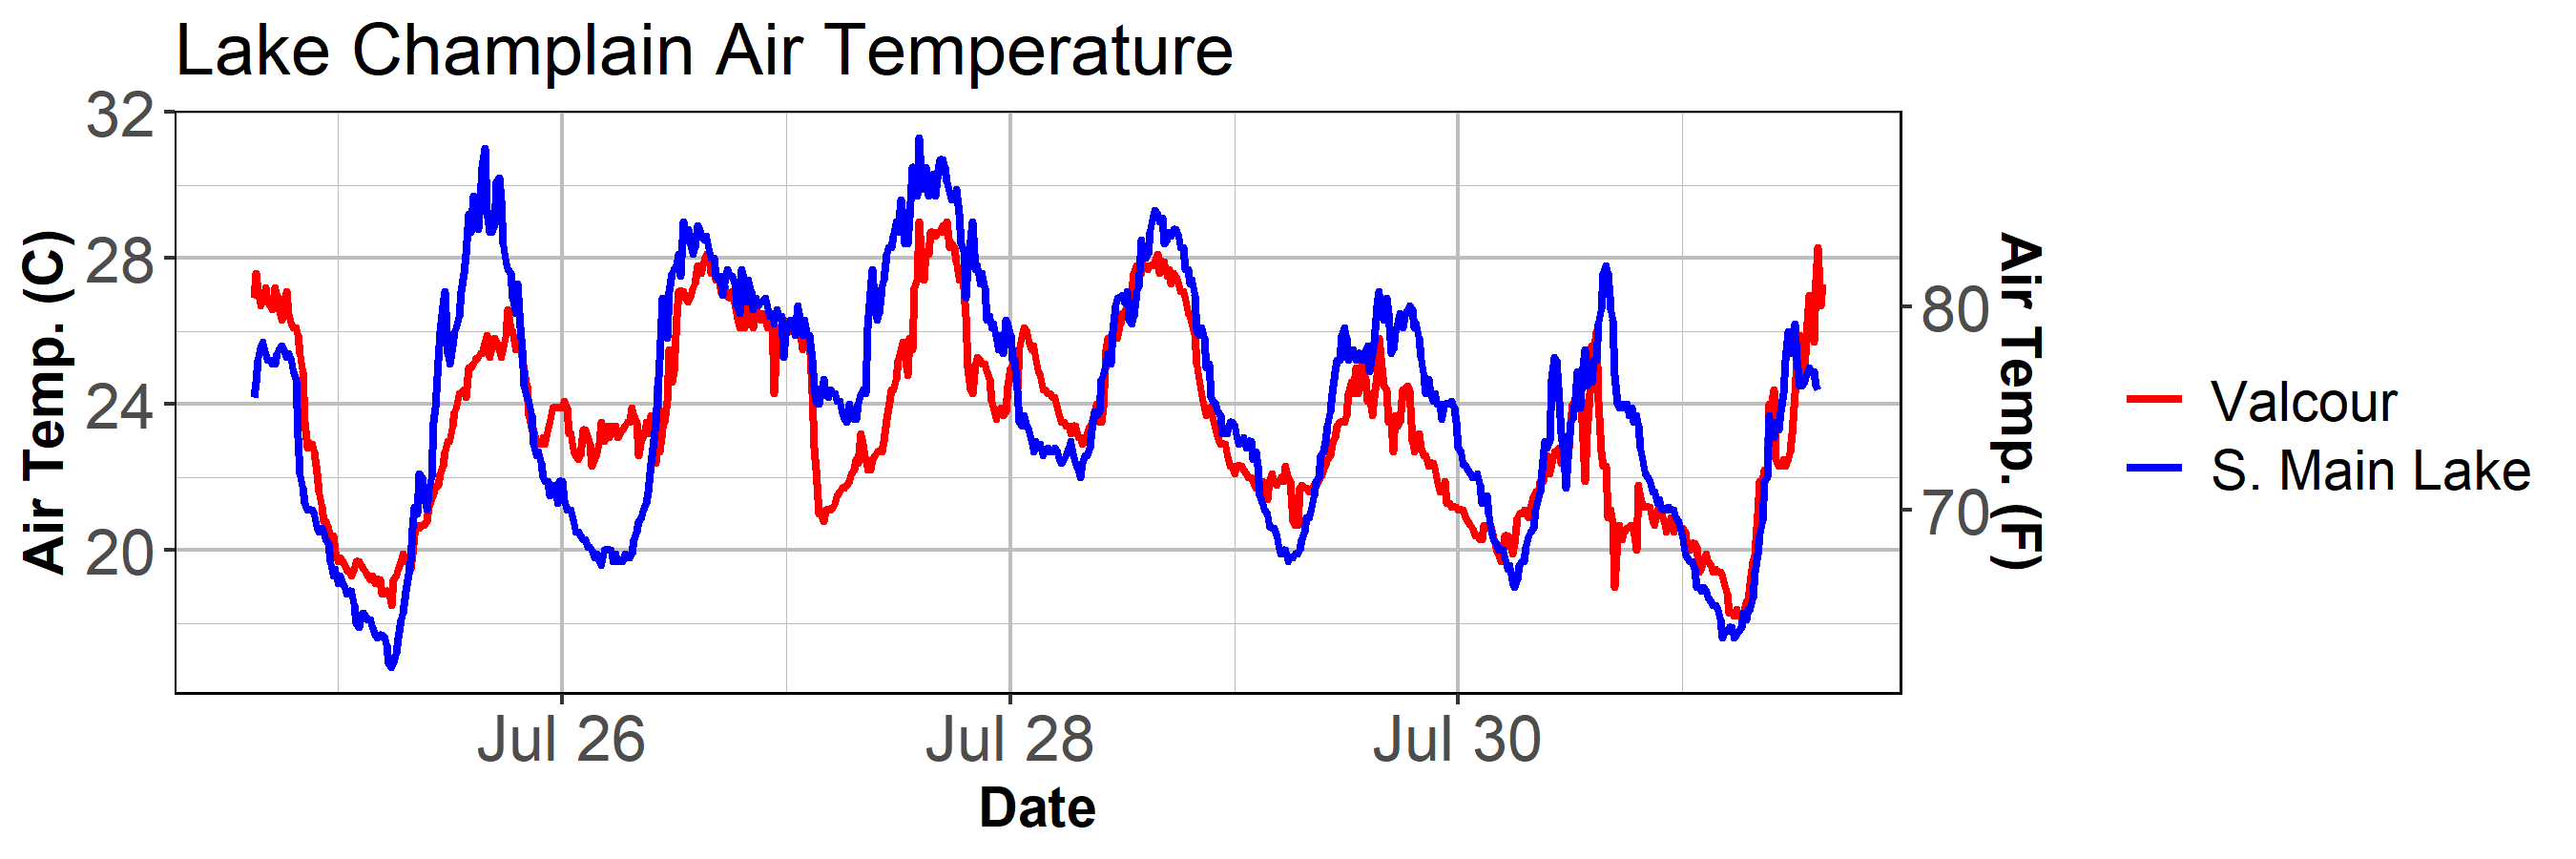 Lake Champlain Air Temperature
32
28
24
20
Air Temp. (C)
80
70
Air Temp. (F)
Jul 26
Jul 28
Jul 30
Date
Valcour
S. Main Lake